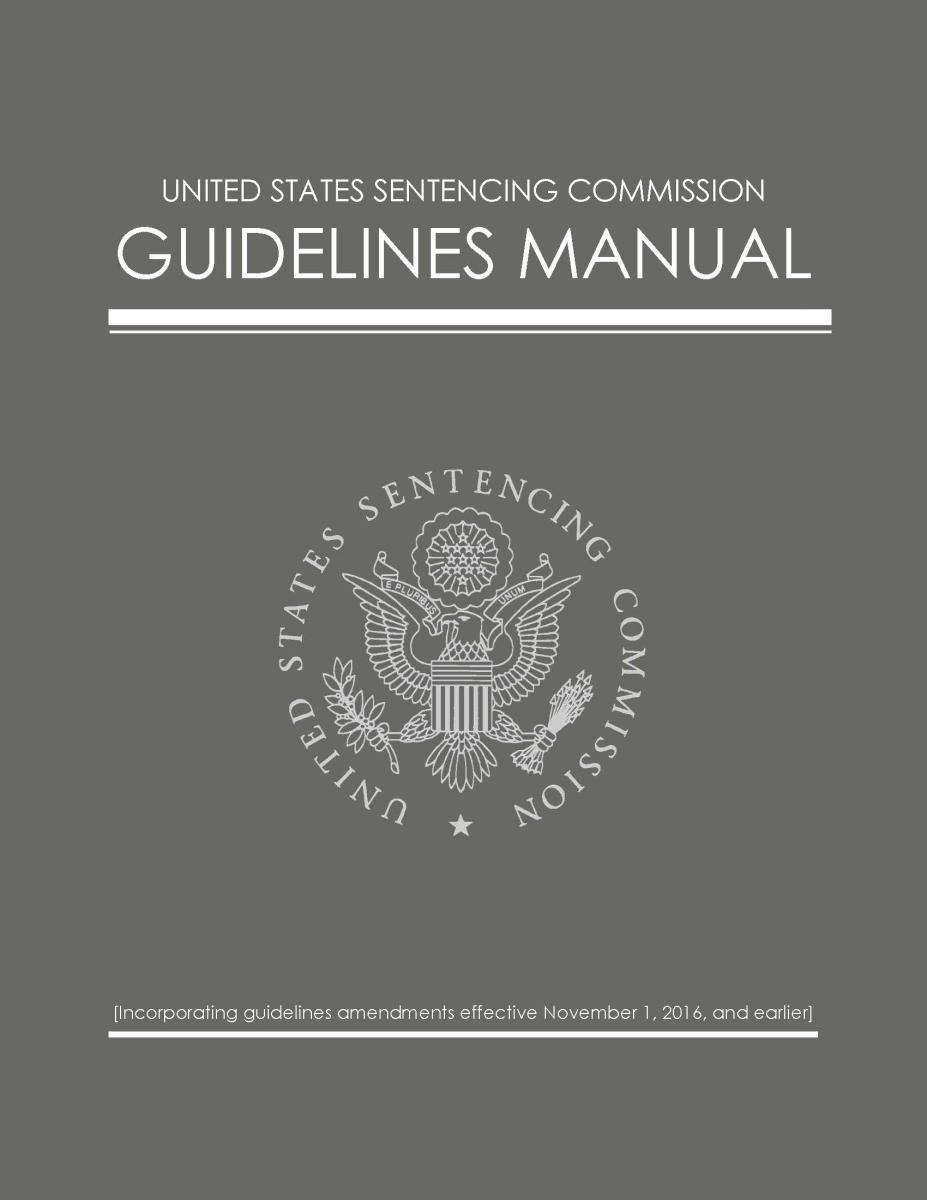 UNITED STATES SENTENCING COMMISSION
GUIDELINES MANUAL
UNITED STATES SENTENCING COMMISSION
E PLURIBUS UNUM
[Incorporating guidelines amendments effective November 1, 2016, and earlier]